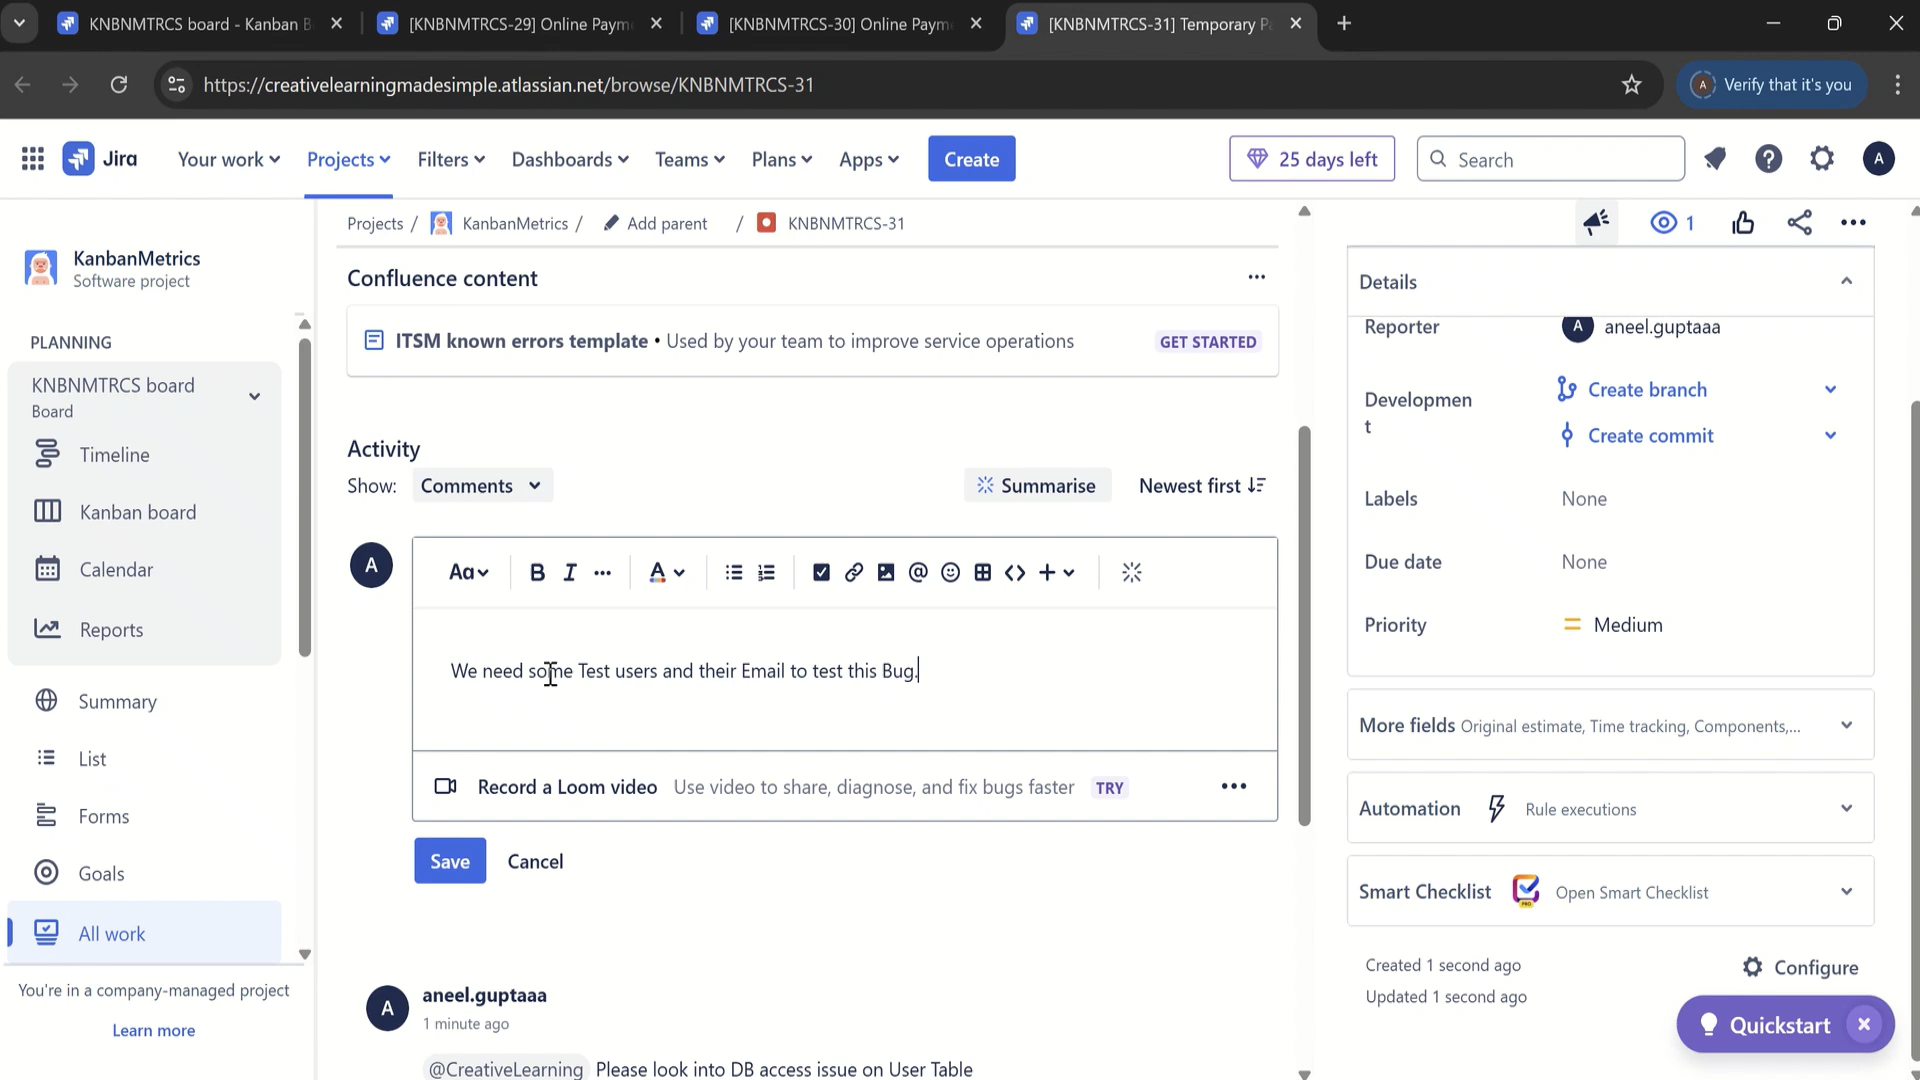 KNBNMTRCS board - Kanban B
[KNBNMTRCS-29] Online Paym
[KNBNMTRCS-30] Online Paym
[KNBNMTRCS-31] Temporary Pa
https://creativelearningmadesimple.atlassian.net/browse/KNBNMTRCS-31
A
Verify that it's you
Jira
Your work
Projects
Filters
Dashboards
Teams
Plans
Apps
Create
25 days left
Search
A
KanbanMetrics
Software project
PLANNING
KNBNMTRCS board
Board
Timeline
Kanban board
Calendar
Reports
Summary
List
Forms
Goals
All work
You're in a company-managed project
Learn more
Projects / KanbanMetrics / Add parent / KNBNMTRCS-31
1
Confluence content
ITSM known errors template • Used by your team to improve service operations GET STARTED
Activity
Show: Comments
Summarise
Newest first
A
Aa
B I A
We need some Test users and their Email to test this Bug.
Record a Loom video Use video to share, diagnose, and fix bugs faster TRY
Save Cancel
A
aneel.guptaaa
1 minute ago
@CreativeLearning Please look into DB access issue on User Table
Details
Reporter A aneel.guptaaa
Developmen
t
Create branch
Create commit
Labels None
Due date None
Priority Medium
More fields Original estimate, Time tracking, Components,...
Automation Rule executions
Smart Checklist PRO Open Smart Checklist
Created 1 second ago
Updated 1 second ago
Configure
Quickstart